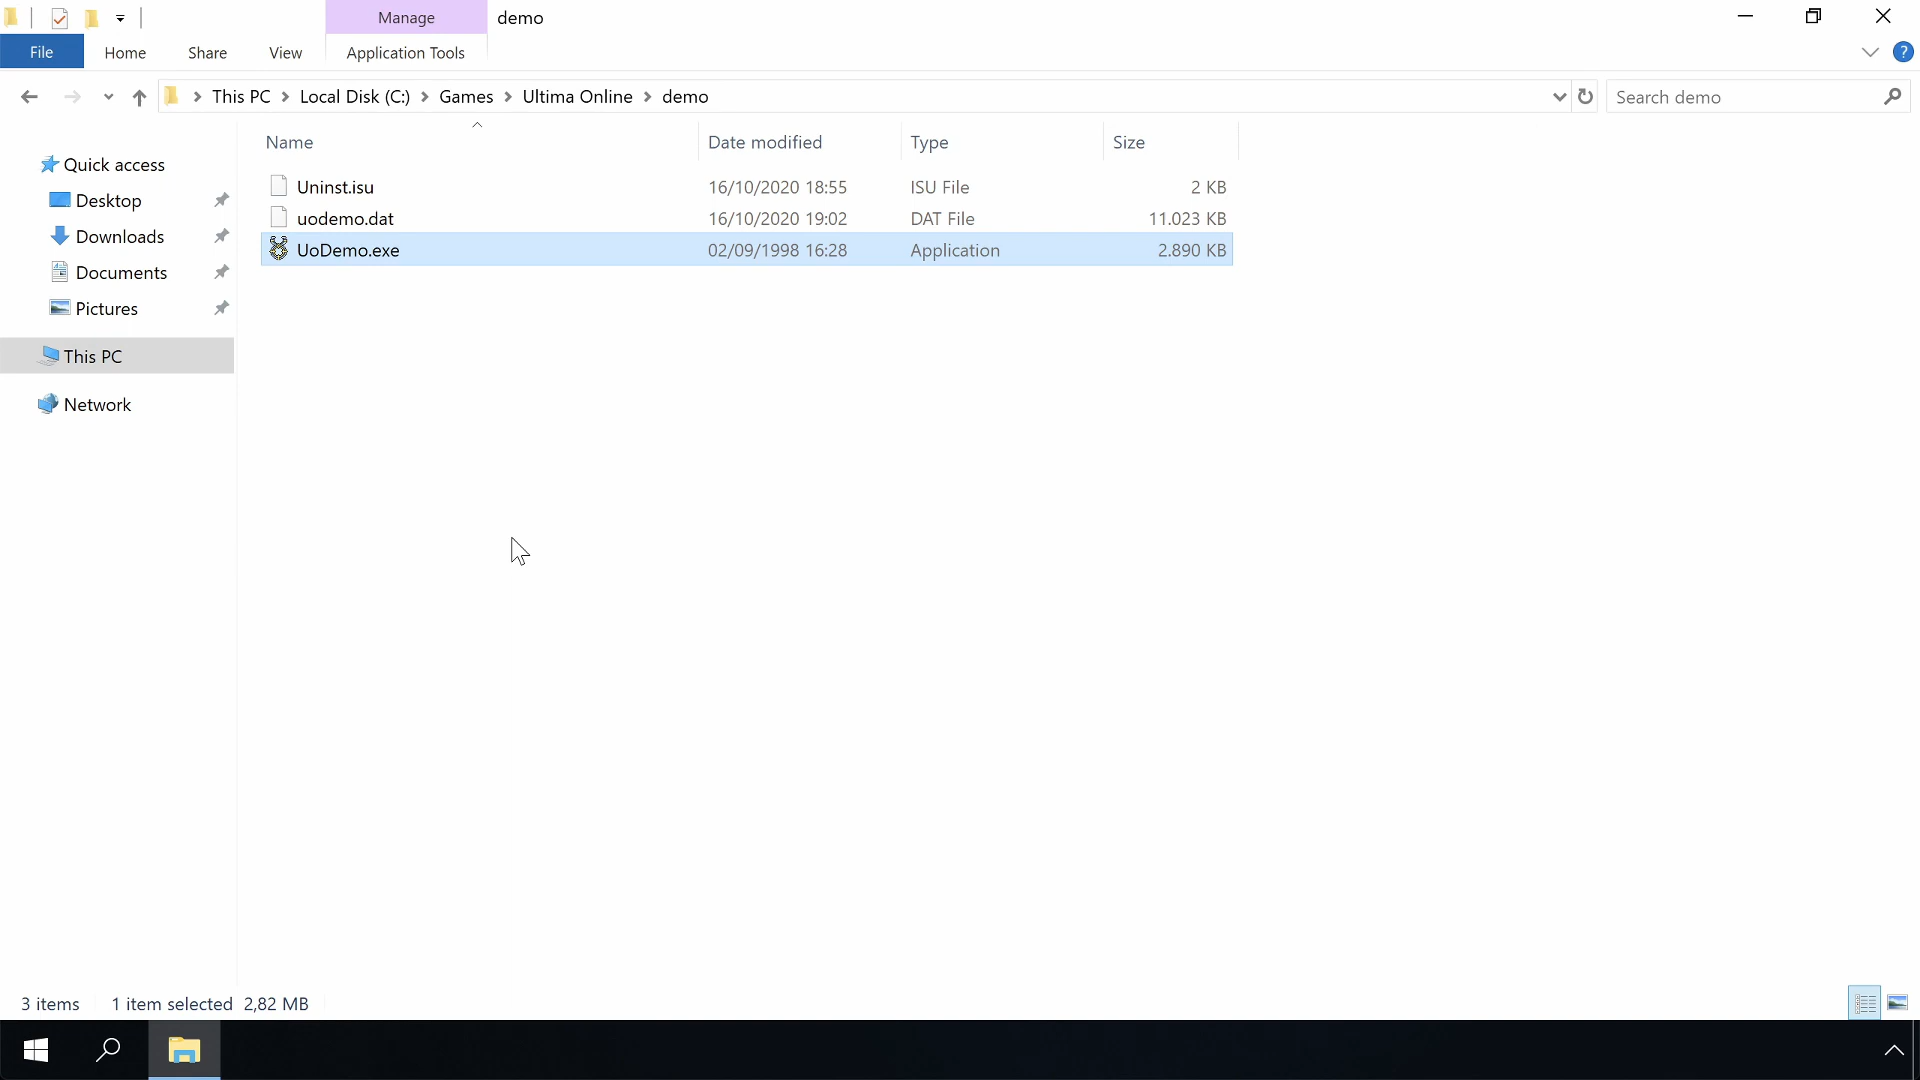 Manage demo
File Home Share View Application Tools
This PC Local Disk (C:) Games Ultima Online demo Search demo
Name Date modified Type Size
Quick access
Desktop
Downloads
Documents
Pictures
This PC
Network
Uninst.isu 16/10/2020 18:55 ISU File 2 KB
uodemo.dat 16/10/2020 19:02 DAT File 11.023 KB
UoDemo.exe 02/09/1998 16:28 Application 2.890 KB
3 items 1 item selected 2,82 MB